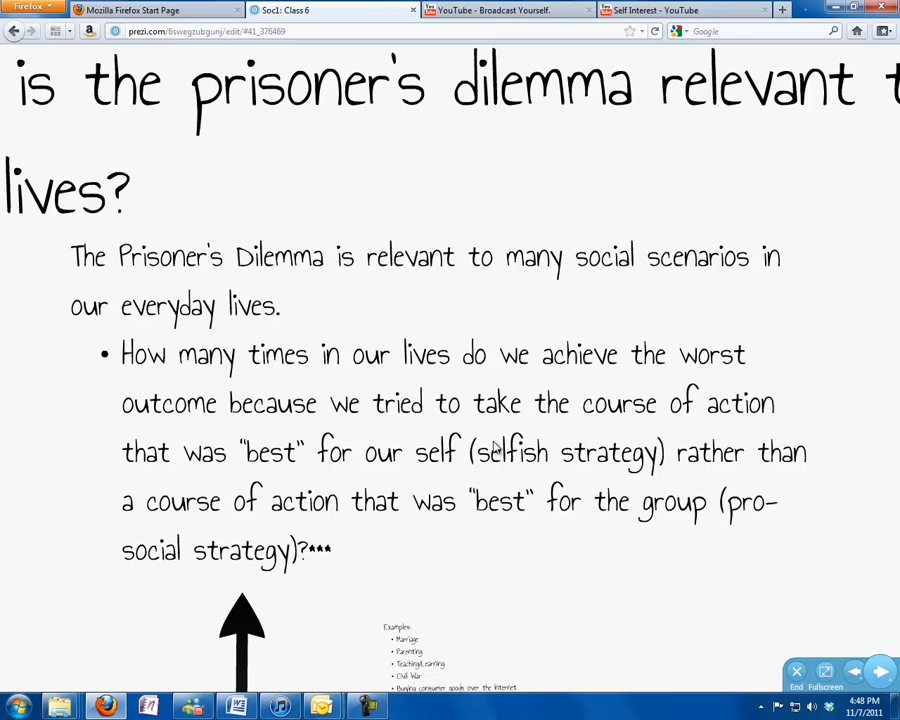 Firefox
Mozilla Firefox Start Page
Soc1: Class 6
YouTube - Broadcast Yourself.
Self Interest - YouTube
prezi.com/6swegzubgunj/edit/#41_376469
Google
is the prisoner's dilemma relevant t
lives?
The Prisoner's Dilemma is relevant to many social scenarios in
our everyday lives.
• How many times in our lives do we achieve the worst
outcome because we tried to take the course of action
that was "best" for our self (selfish strategy) rather than
a course of action that was "best" for the group (pro-
social strategy)?***
Examples:
• Marriage
• Parenting
• Teaching/Learning
• Civil War
• Buying consumer goods over the Internet
End
Fullscreen
4:48 PM
11/7/2011